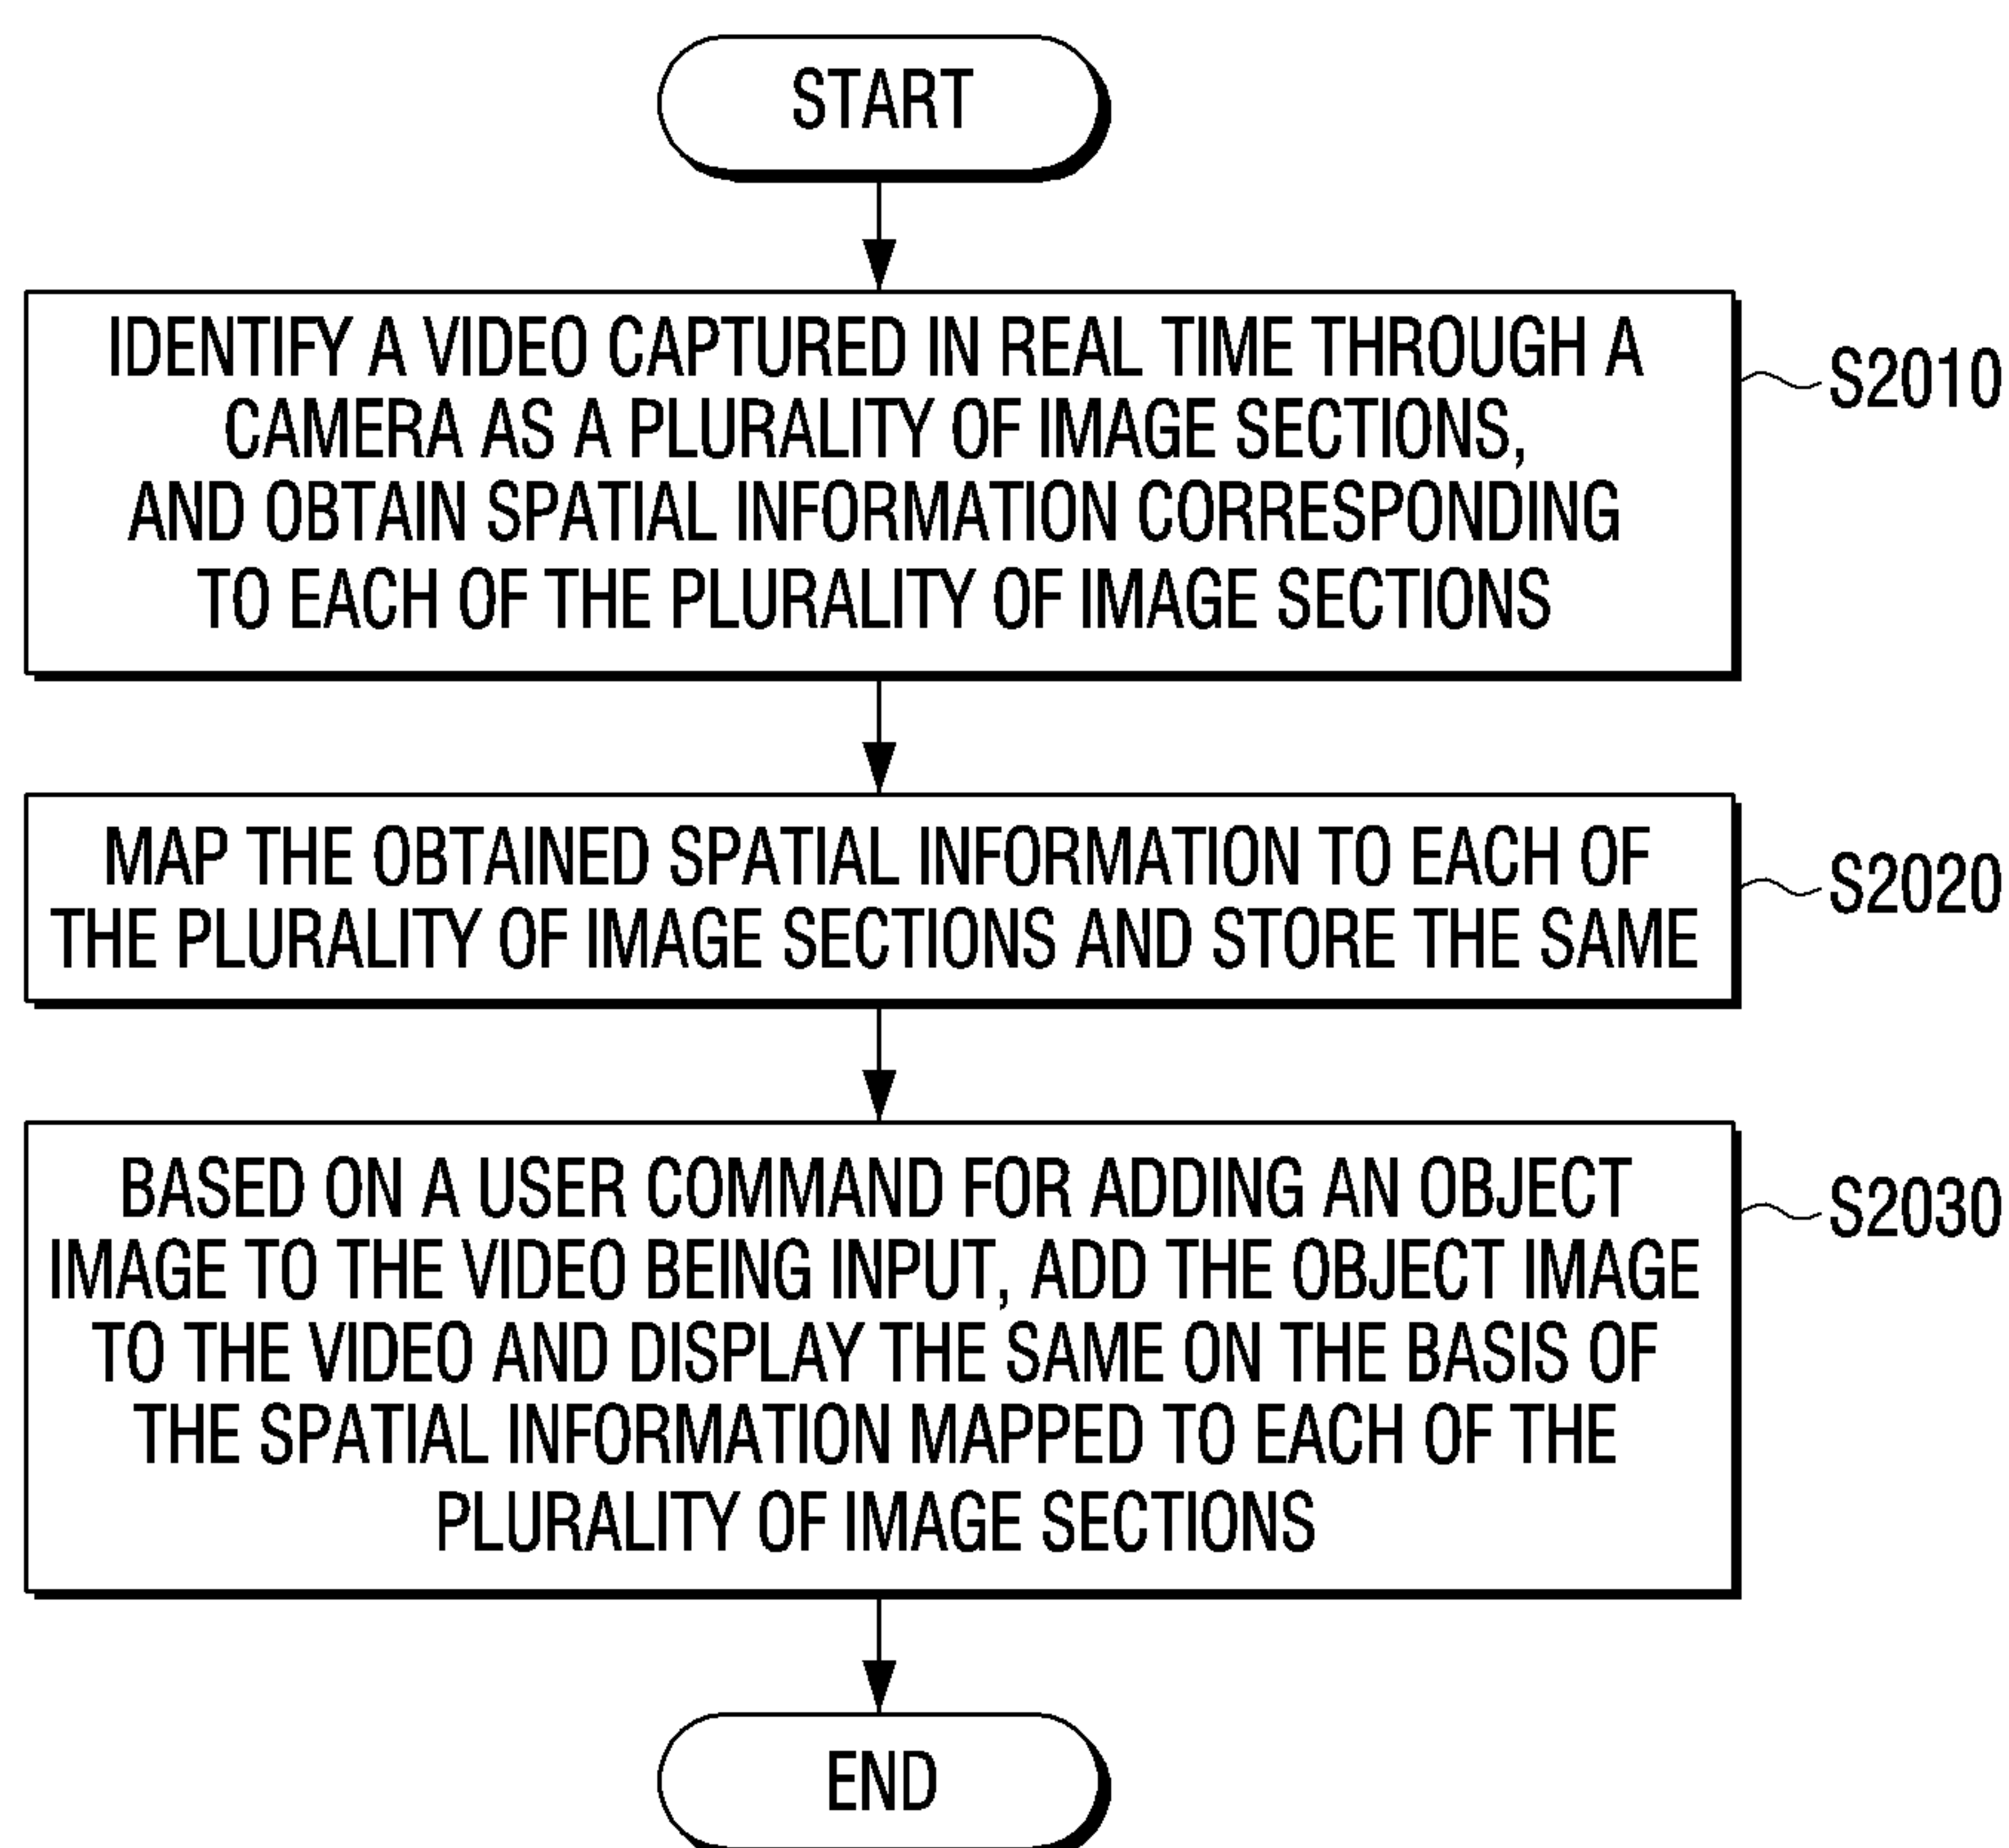 START
IDENTIFY A VIDEO CAPTURED IN REAL TIME THROUGH A
CAMERA AS A PLURALITY OF IMAGE SECTIONS,
AND OBTAIN SPATIAL INFORMATION CORRESPONDING
TO EACH OF THE PLURALITY OF IMAGE SECTIONS
S2010
MAP THE OBTAINED SPATIAL INFORMATION TO EACH OF
THE PLURALITY OF IMAGE SECTIONS AND STORE THE SAME
S2020
BASED ON A USER COMMAND FOR ADDING AN OBJECT
IMAGE TO THE VIDEO BEING INPUT, ADD THE OBJECT IMAGE
TO THE VIDEO AND DISPLAY THE SAME ON THE BASIS OF
THE SPATIAL INFORMATION MAPPED TO EACH OF THE
PLURALITY OF IMAGE SECTIONS
S2030
END